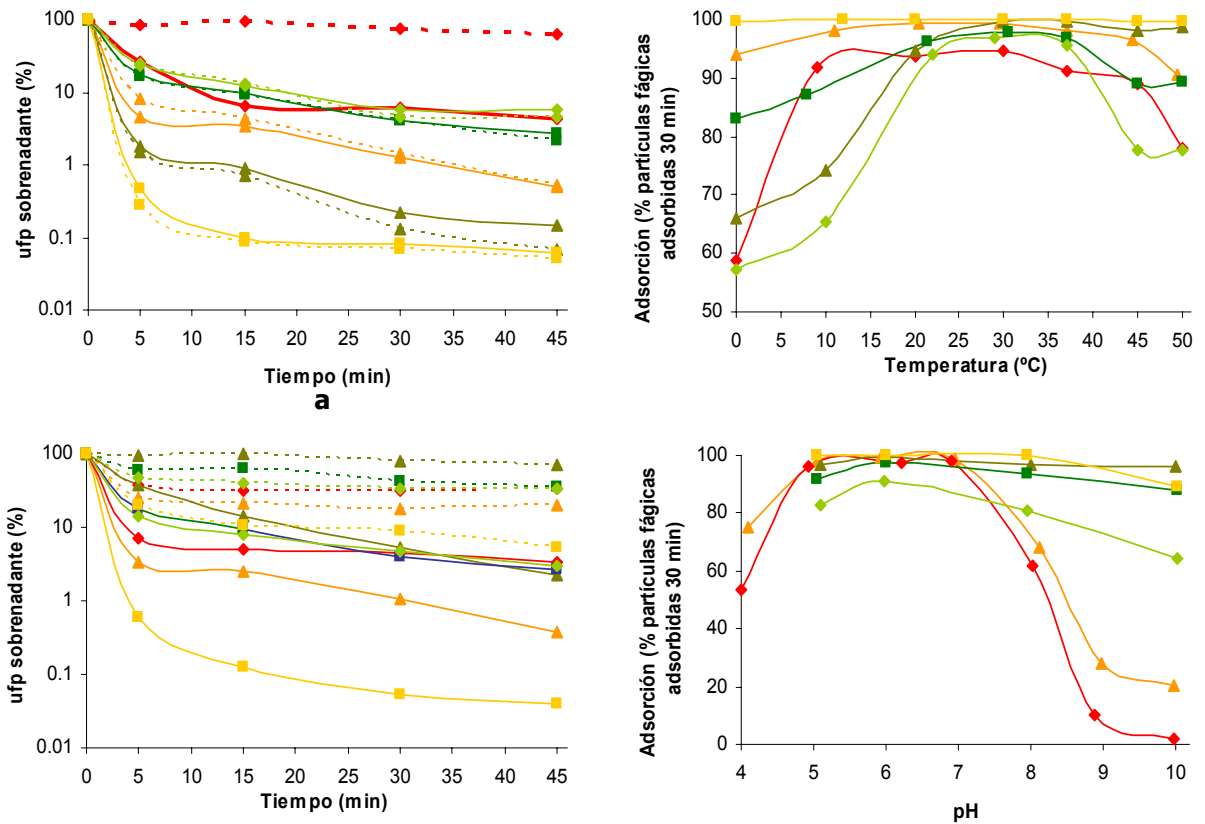 ufp sobrenadante (%)
100
10
1
0.1
0.01
0 5 10 15 20 25 30 35 40 45
Tiempo (min)
a
Adsorción (% partículas fágicas
adsorbidas 30 min)
100
90
80
70
60
50
0 5 10 15 20 25 30 35 40 45 50
Temperatura (ºC)
ufp sobrenadante (%)
100
10
1
0.1
0.01
0 5 10 15 20 25 30 35 40 45
Tiempo (min)
Adsorción (% partículas fágicas
adsorbidas 30 min)
100
80
60
40
20
0
4 5 6 7 8 9 10
pH